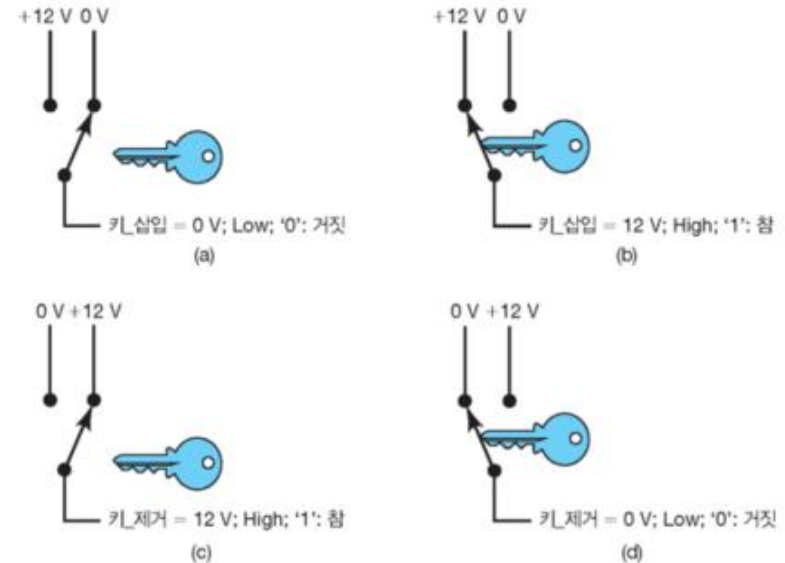 +12 V 0 V
+12 V 0 V
키_삽입 = 0 V; Low; ‘0’: 거짓
키_삽입 = 12 V; High; ‘1’: 참
(a)
(b)
0 V +12 V
0 V +12 V
키_제거 = 12 V; High; ‘1’: 참
키_제거 = 0 V; Low; ‘0’: 거짓
(c)
(d)